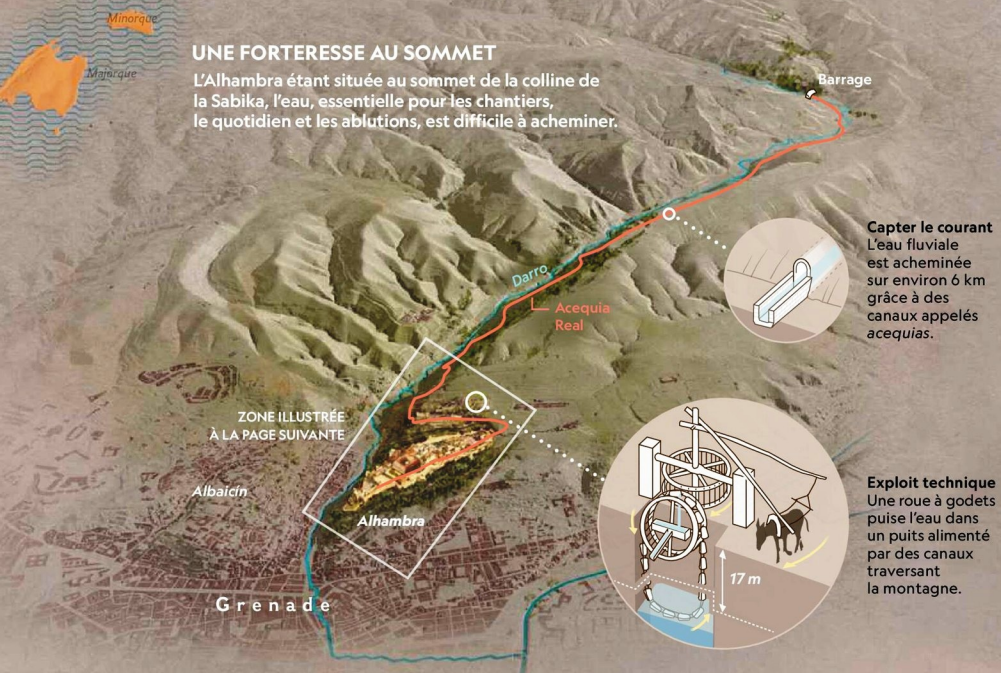 Minorque
Majorque
UNE FORTERESSE AU SOMMET
L’Alhambra étant située au sommet de la colline de
la Sabika, l’eau, essentielle pour les chantiers,
le quotidien et les ablutions, est difficile à acheminer.
Barrage
Capter le courant
L’eau fluviale
est acheminée
sur environ 6 km
grâce à des
canaux appelés
acequias.
Darro
Acequia
Real
ZONE ILLUSTRÉE
À LA PAGE SUIVANTE
Albaicín
Alhambra
Grenade
17 m
Exploit technique
Une roue à godets
puise l’eau dans
un puits alimenté
par des canaux
traversant
la montagne.